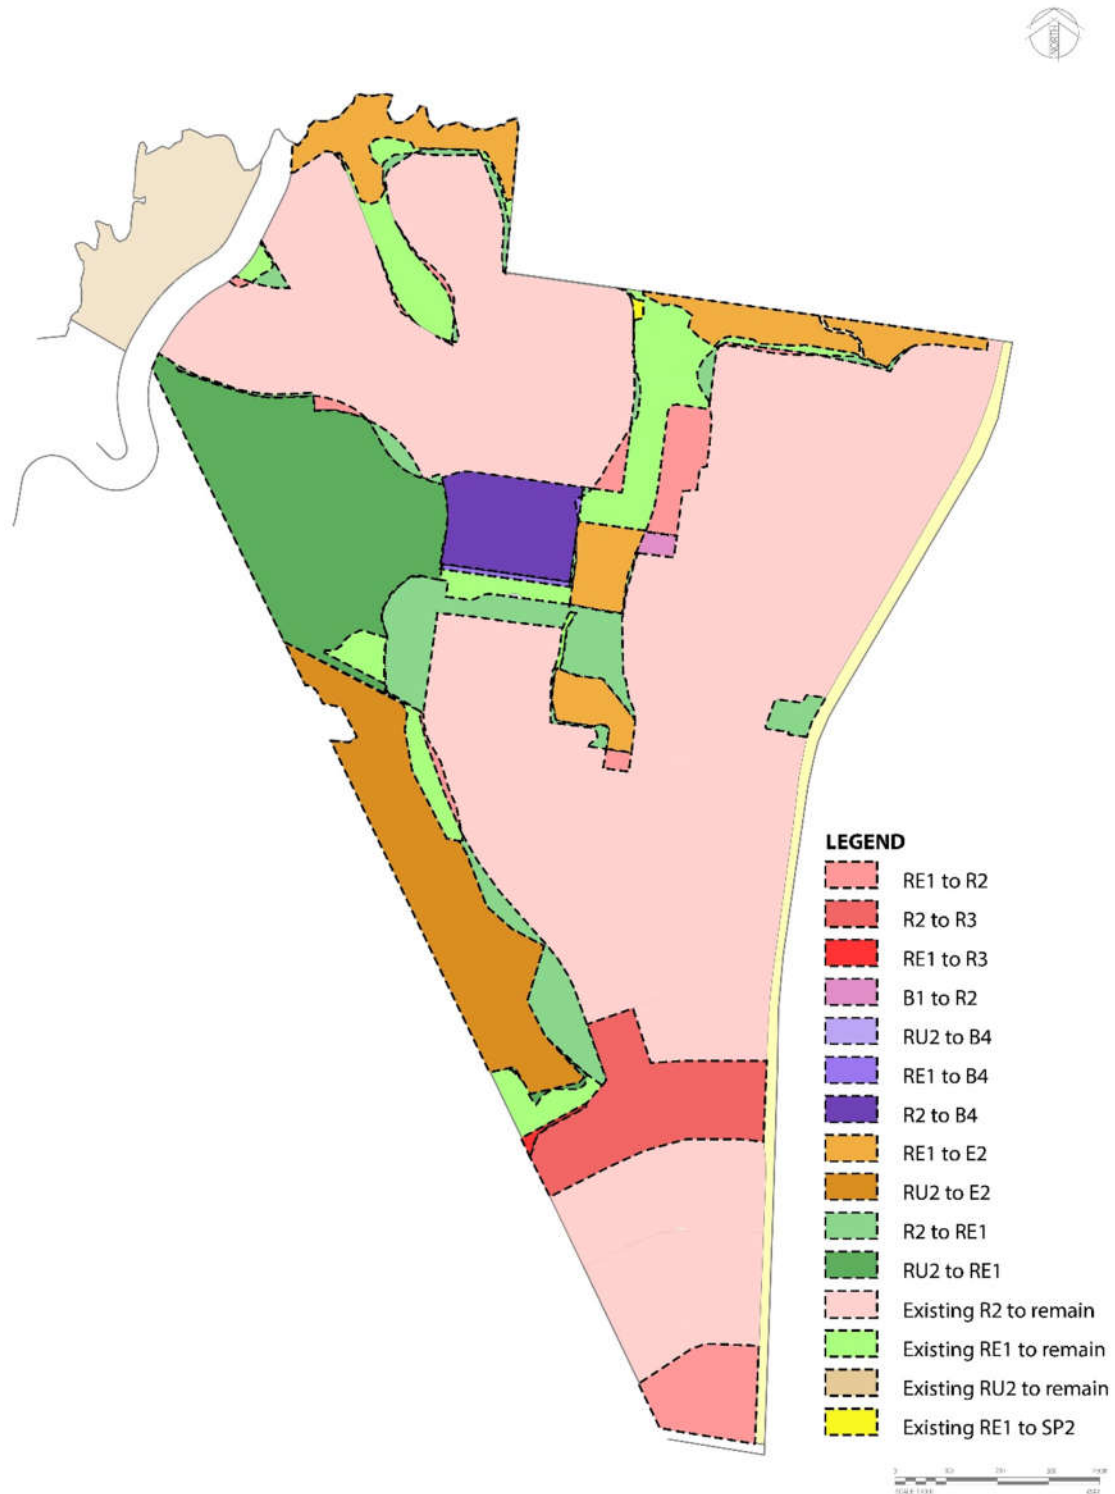 NORTH
LEGEND
RE1 to R2
R2 to R3
RE1 to R3
B1 to R2
RU2 to B4
RE1 to B4
R2 to B4
RE1 to E2
RU2 to E2
R2 to RE1
RU2 to RE1
Existing R2 to remain
Existing RE1 to remain
Existing RU2 to remain
Existing RE1 to SP2